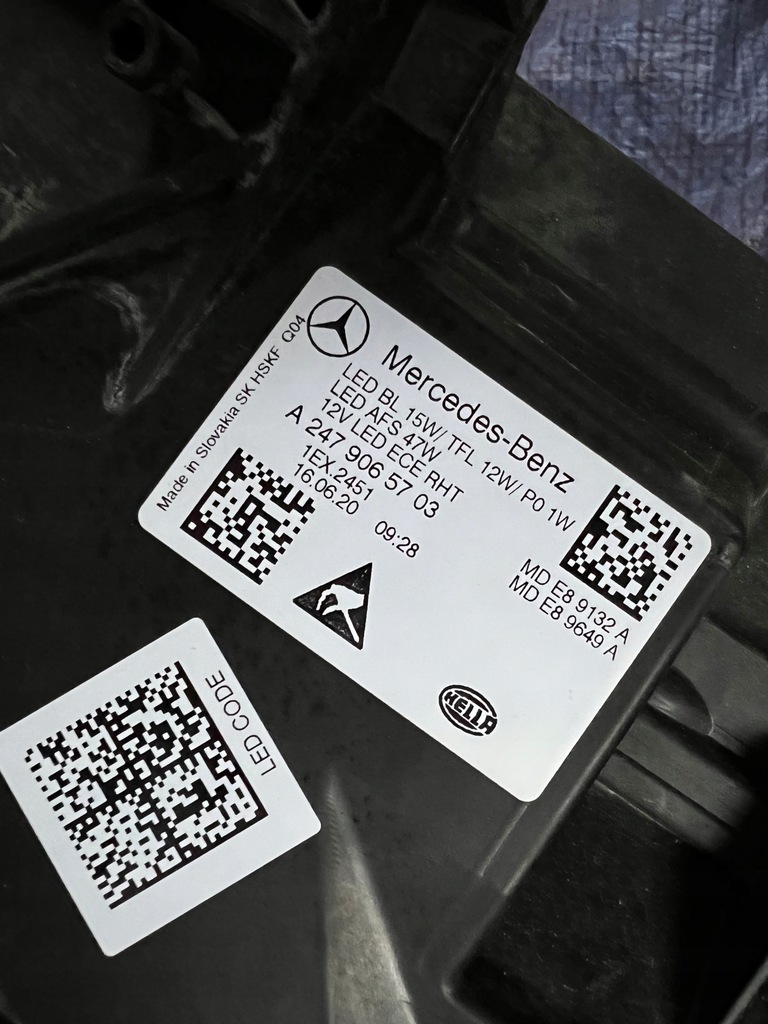 Made in Slovakia SK HSKF Q04
Mercedes-Benz
LED BL 15W/ TFL 12W/ P0 1W
LED AFS 47W
12V LED ECE RHT
A 247 906 57 03
1EX.2451
16.06.20 09:28
MD E8 9132 A
MD E8 9649 A
HELLA
LED CODE